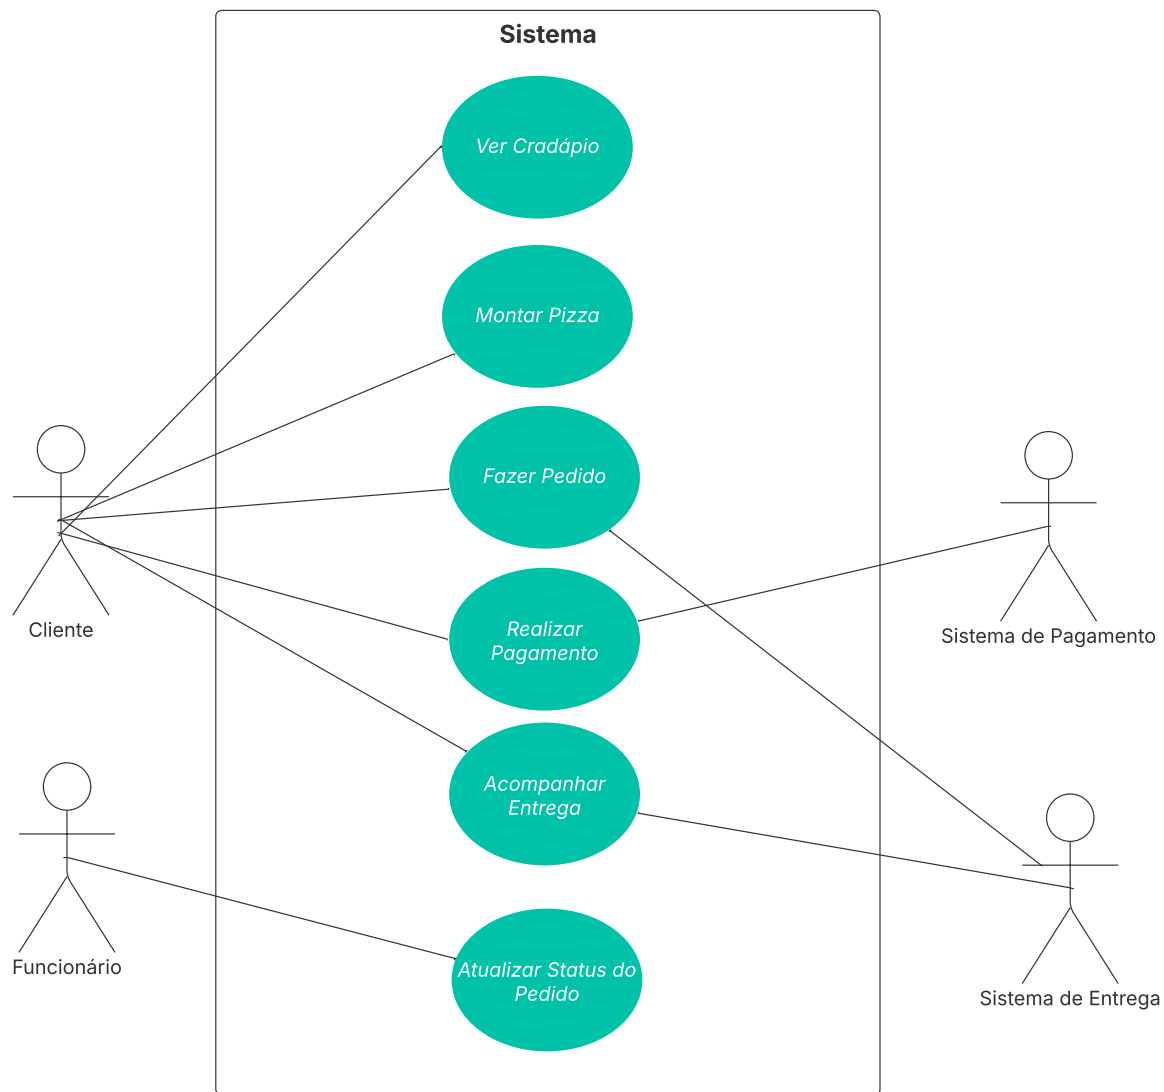 Sistema
Ver Cradápio
Montar Pizza
Fazer Pedido
Realizar
Pagamento
Acompanhar
Entrega
Atualizar Status do
Pedido
Cliente
Funcionário
Sistema de Pagamento
Sistema de Entrega